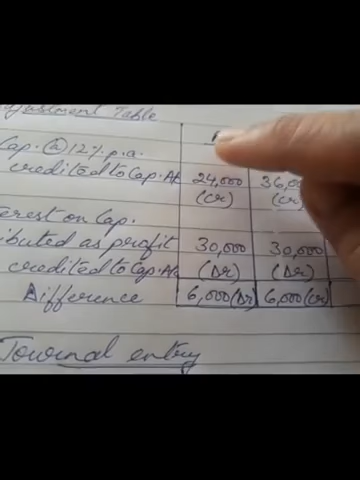 Adjustment Table
Cap. @ 12% p.a.
credited to Cap. A/c 24,000 36,000
(Cr) (Cr)
Interest on Cap.
distributed as profit 30,000 30,000
credited to Cap. A/c (Dr) (Dr)
Difference 6,000 (Dr) 6,000 (Cr)
Journal entry